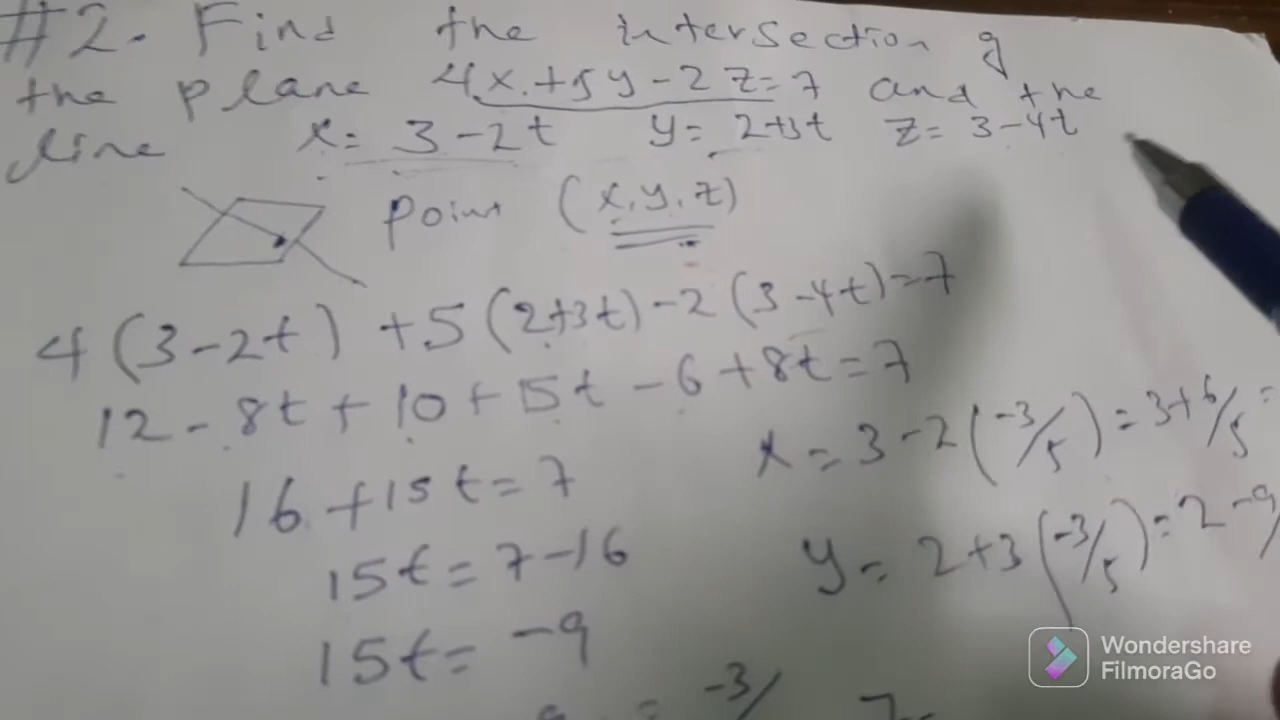 #2. Find the intersection of
the plane 4x+5y-2z=7 and the
line x= 3-2t y= 2+3t z= 3-4t
Point (x,y,z)
4(3-2t) +5(2+3t)-2(3-4t)=7
12-8t+10+15t-6+8t=7
16+15t=7
15t=7-16
15t=-9
-3/
x=3-2(-3/5)=3+6/5=
y=2+3(-3/5)=2-9/
Wondershare
FilmoraGo